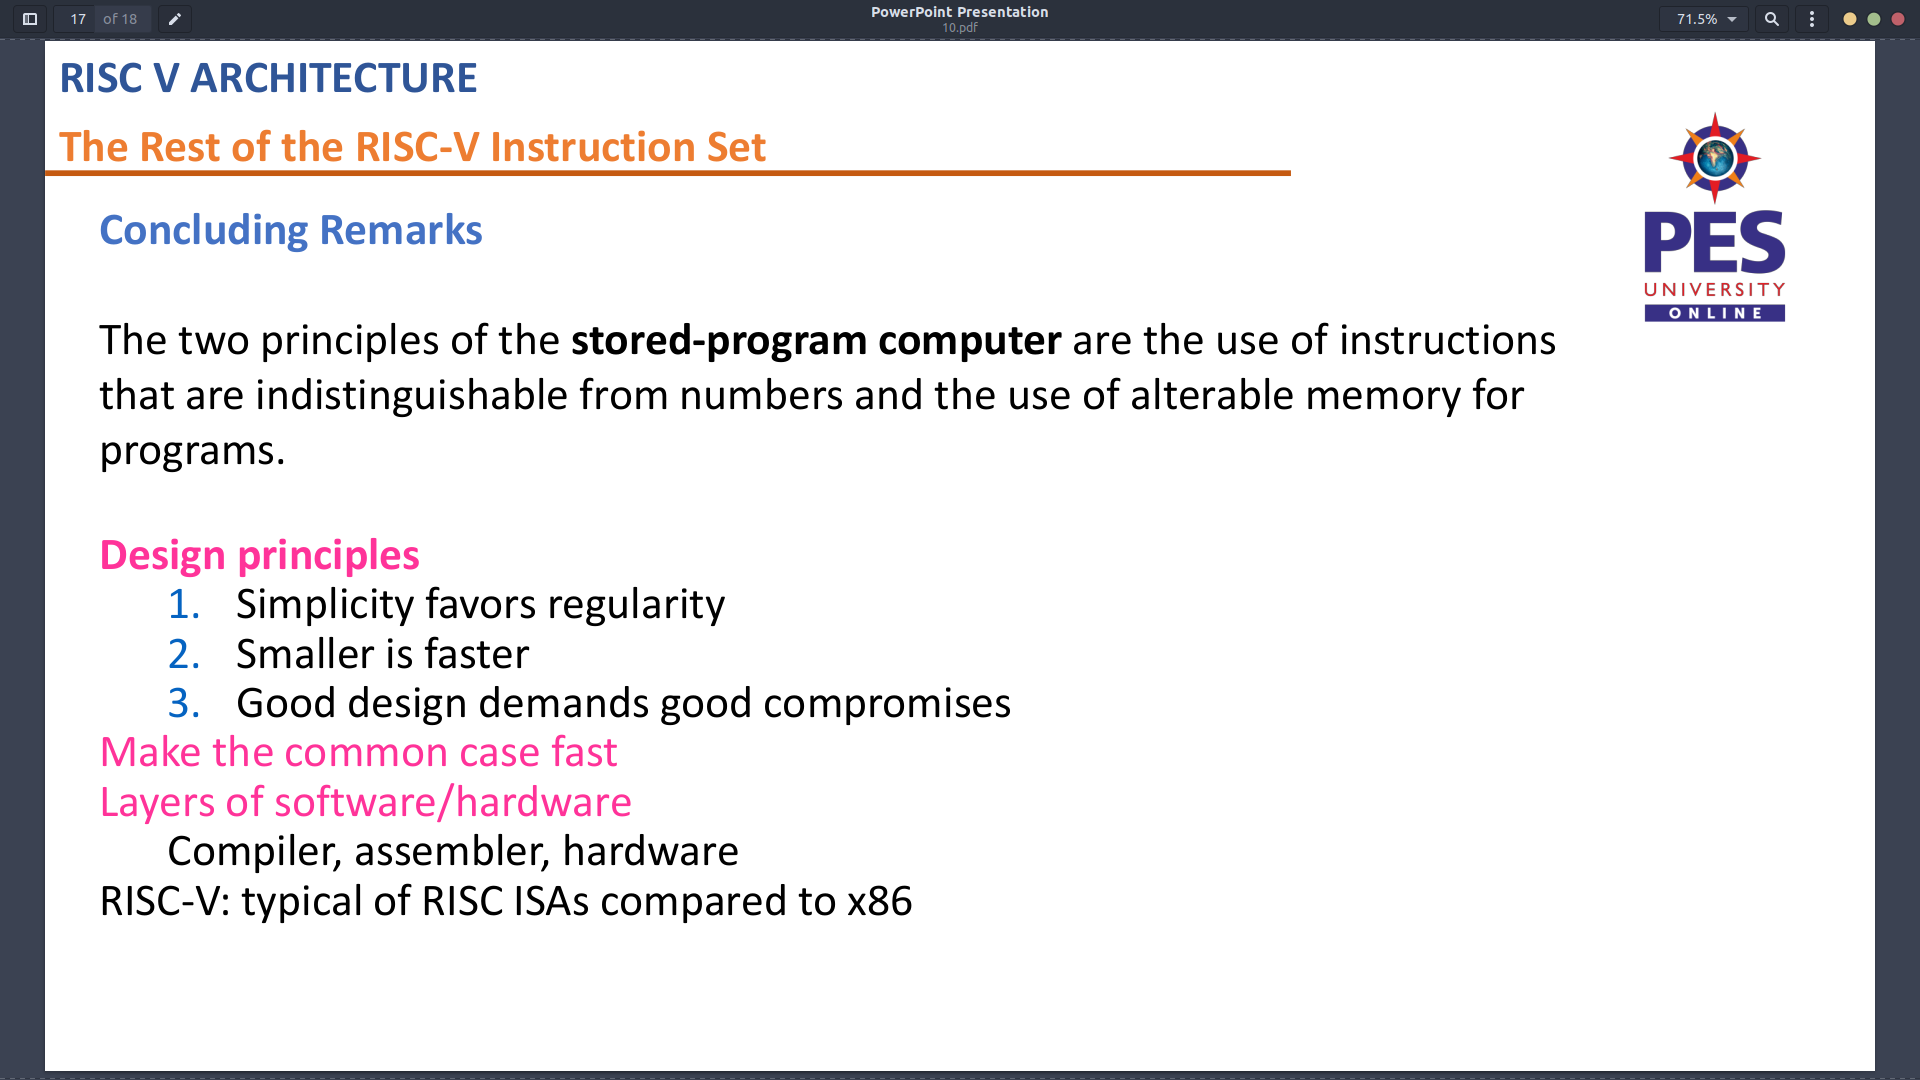 17 of 18
PowerPoint Presentation
10.pdf
71.5%
RISC V ARCHITECTURE
The Rest of the RISC-V Instruction Set
PES
UNIVERSITY
ONLINE
Concluding Remarks
The two principles of the stored-program computer are the use of instructions
that are indistinguishable from numbers and the use of alterable memory for
programs.
Design principles
1. Simplicity favors regularity
2. Smaller is faster
3. Good design demands good compromises
Make the common case fast
Layers of software/hardware
Compiler, assembler, hardware
RISC-V: typical of RISC ISAs compared to x86